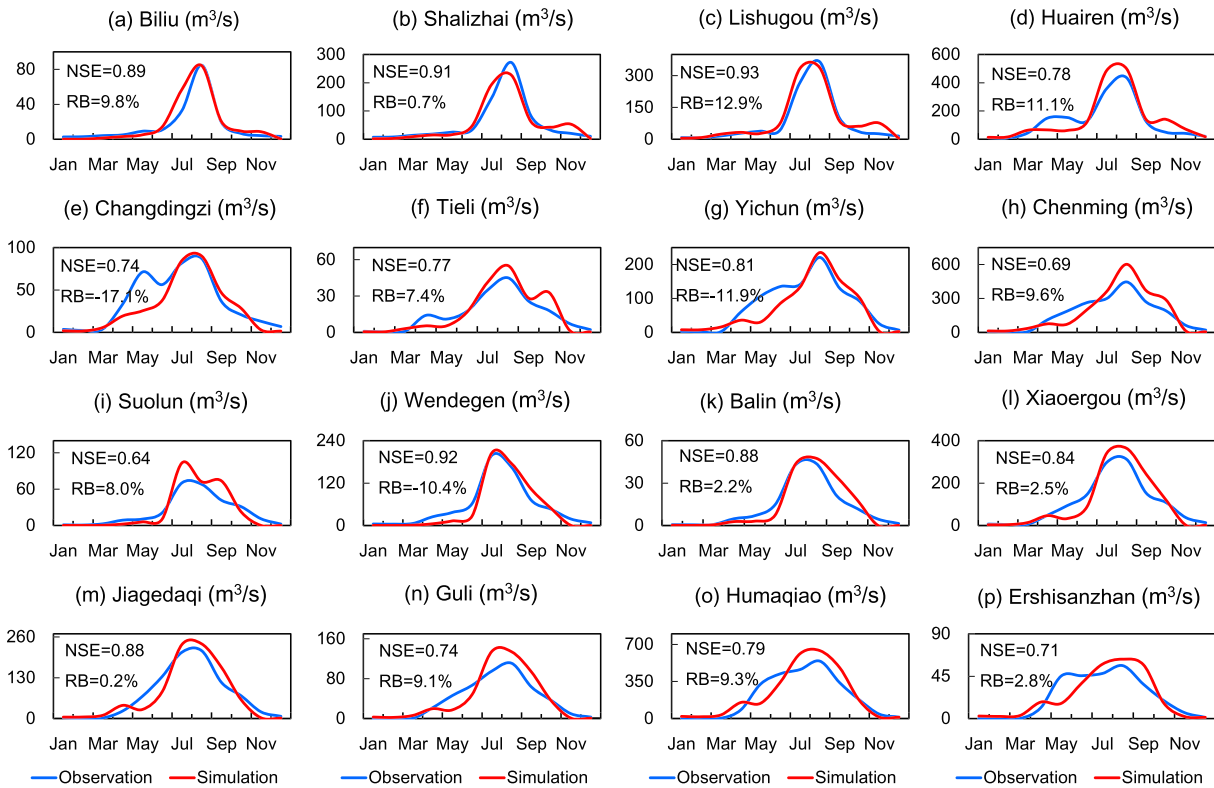 (a) Biliu (m³/s)
80
40
0
NSE=0.89
RB=9.8%
Jan Mar May Jul Sep Nov
(b) Shalizhai (m³/s)
300
200
100
0
NSE=0.91
RB=0.7%
Jan Mar May Jul Sep Nov
(c) Lishugou (m³/s)
300
150
0
NSE=0.93
RB=12.9%
Jan Mar May Jul Sep Nov
(d) Huairen (m³/s)
600
400
200
0
NSE=0.78
RB=11.1%
Jan Mar May Jul Sep Nov
(e) Changdingzi (m³/s)
100
50
0
NSE=0.74
RB=-17.1%
Jan Mar May Jul Sep Nov
(f) Tieli (m³/s)
60
30
0
NSE=0.77
RB=7.4%
Jan Mar May Jul Sep Nov
(g) Yichun (m³/s)
200
100
0
NSE=0.81
RB=-11.9%
Jan Mar May Jul Sep Nov
(h) Chenming (m³/s)
600
300
0
NSE=0.69
RB=9.6%
Jan Mar May Jul Sep Nov
(i) Suolun (m³/s)
120
60
0
NSE=0.64
RB=8.0%
Jan Mar May Jul Sep Nov
(j) Wendegen (m³/s)
240
120
0
NSE=0.92
RB=-10.4%
Jan Mar May Jul Sep Nov
(k) Balin (m³/s)
60
30
0
NSE=0.88
RB=2.2%
Jan Mar May Jul Sep Nov
(l) Xiaoergou (m³/s)
400
200
0
NSE=0.84
RB=2.5%
Jan Mar May Jul Sep Nov
(m) Jiagedaqi (m³/s)
260
130
0
NSE=0.88
RB=0.2%
Jan Mar May Jul Sep Nov
(n) Guli (m³/s)
160
80
0
NSE=0.74
RB=9.1%
Jan Mar May Jul Sep Nov
(o) Humaqiao (m³/s)
700
350
0
NSE=0.79
RB=9.3%
Jan Mar May Jul Sep Nov
(p) Ershisanzhan (m³/s)
90
45
0
NSE=0.71
RB=2.8%
Jan Mar May Jul Sep Nov
Observation Simulation
Observation Simulation
Observation Simulation
Observation Simulation